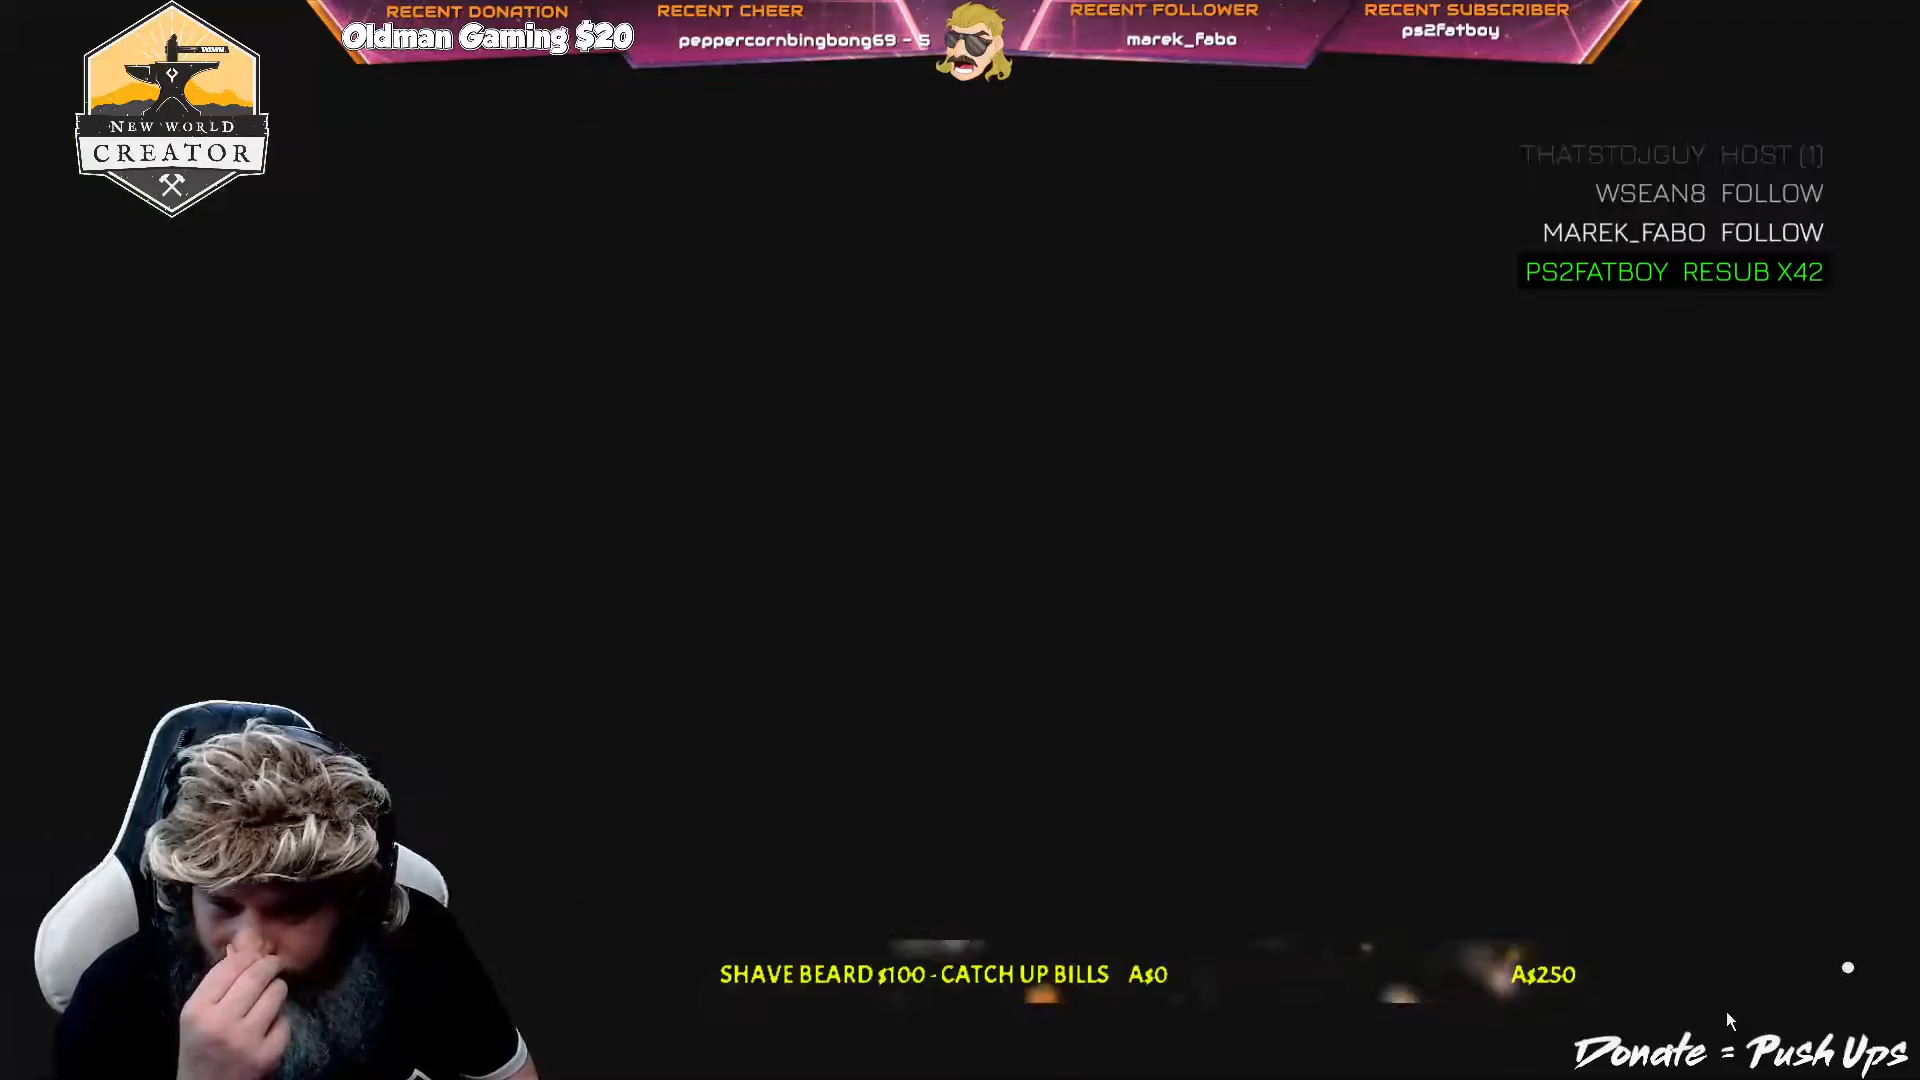 RECENT DONATION
Oldman Gaming $20
RECENT CHEER
peppercornbingbong69 - 5
RECENT FOLLOWER
marek_fabo
RECENT SUBSCRIBER
ps2fatboy
NEW WORLD
CREATOR
THATSTDJGUY HOST (1)
WSEAN8 FOLLOW
MAREK_FABO FOLLOW
PS2FATBOY RESUB X42
SHAVE BEARD $100 - CATCH UP BILLS A$0 A$250
Donate = Push Ups